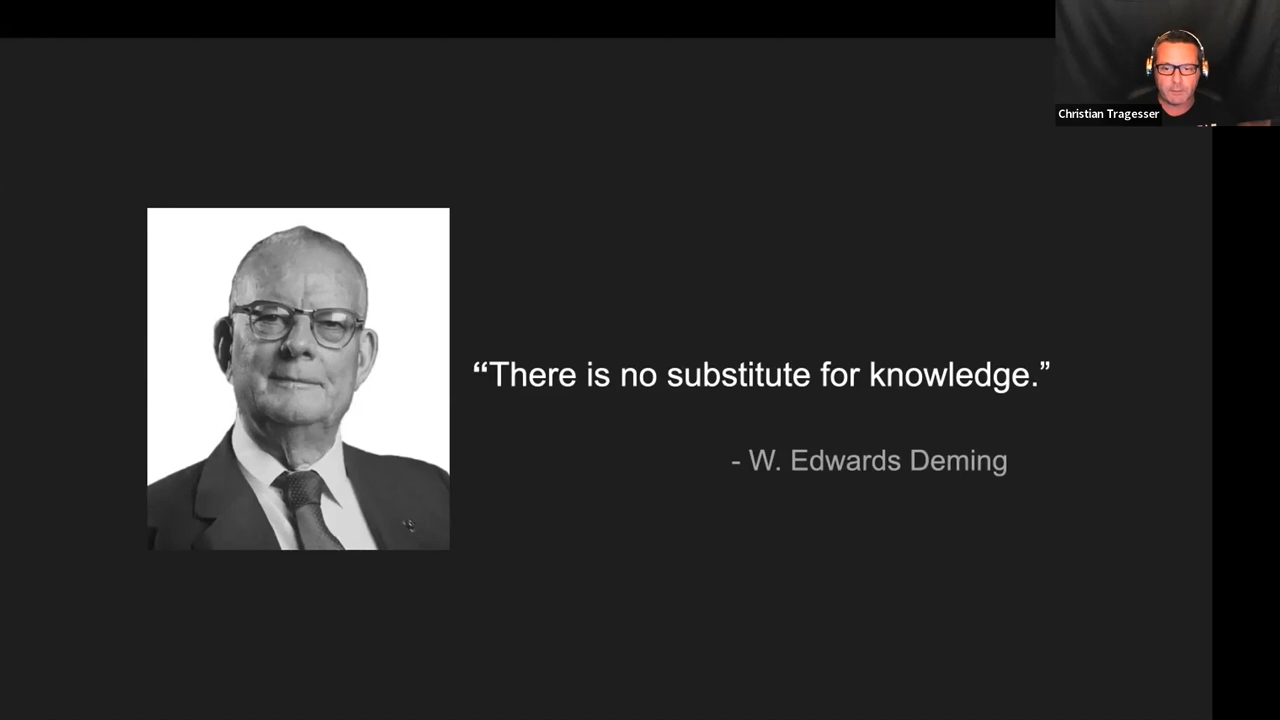 Christian Tragesser
“There is no substitute for knowledge.”
- W. Edwards Deming